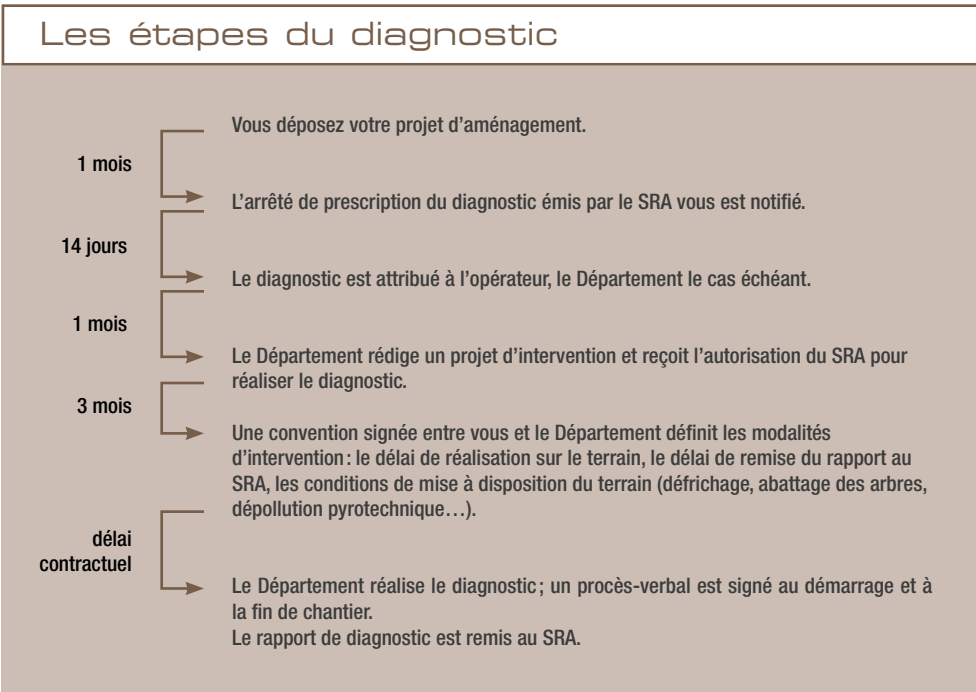 Les étapes du diagnostic
Vous déposez votre projet d’aménagement.
1 mois
L’arrêté de prescription du diagnostic émis par le SRA vous est notifié.
14 jours
Le diagnostic est attribué à l’opérateur, le Département le cas échéant.
1 mois
Le Département rédige un projet d’intervention et reçoit l’autorisation du SRA pour
réaliser le diagnostic.
3 mois
Une convention signée entre vous et le Département définit les modalités
d’intervention : le délai de réalisation sur le terrain, le délai de remise du rapport au
SRA, les conditions de mise à disposition du terrain (défrichage, abattage des arbres,
dépollution pyrotechnique…).
délai
contractuel
Le Département réalise le diagnostic ; un procès-verbal est signé au démarrage et à
la fin de chantier.
Le rapport de diagnostic est remis au SRA.